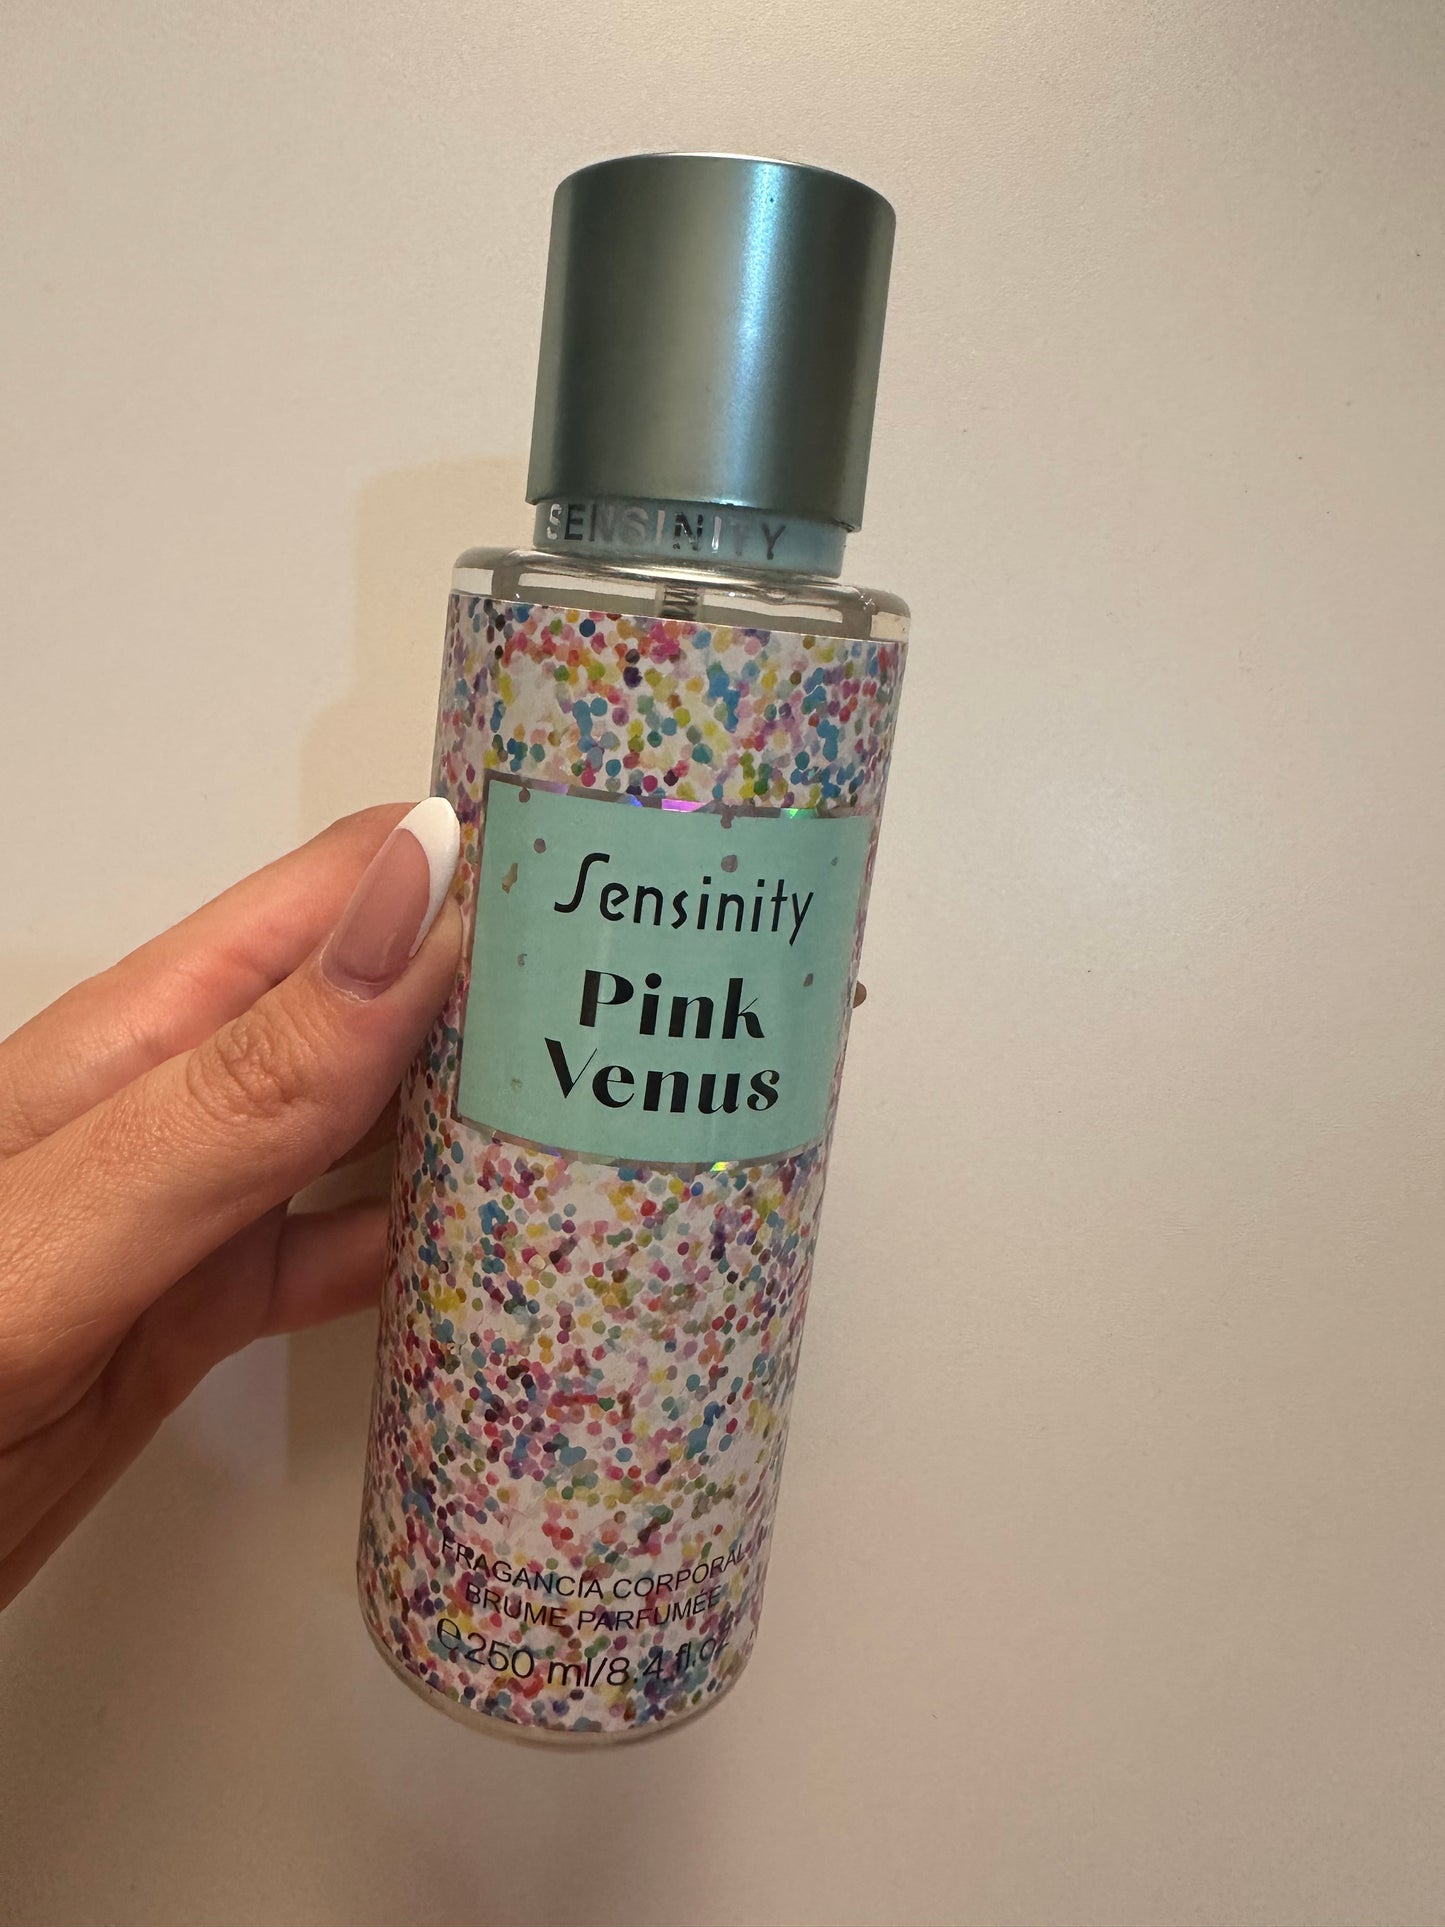 SENSINITY
Sensinity
Pink
Venus
FRAGANCIA CORPORAL
BRUME PARFUMÉE
℮250 ml/8.4 fl.oz